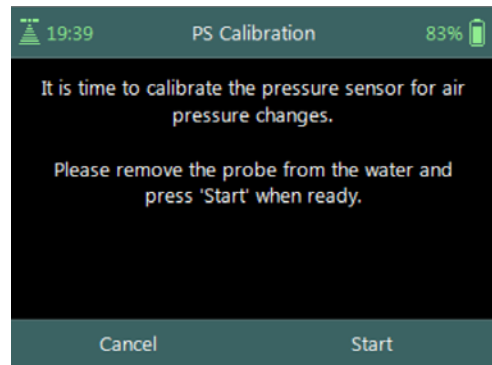 19:39 PS Calibration 83%
It is time to calibrate the pressure sensor for air
pressure changes.
Please remove the probe from the water and
press 'Start' when ready.
Cancel Start